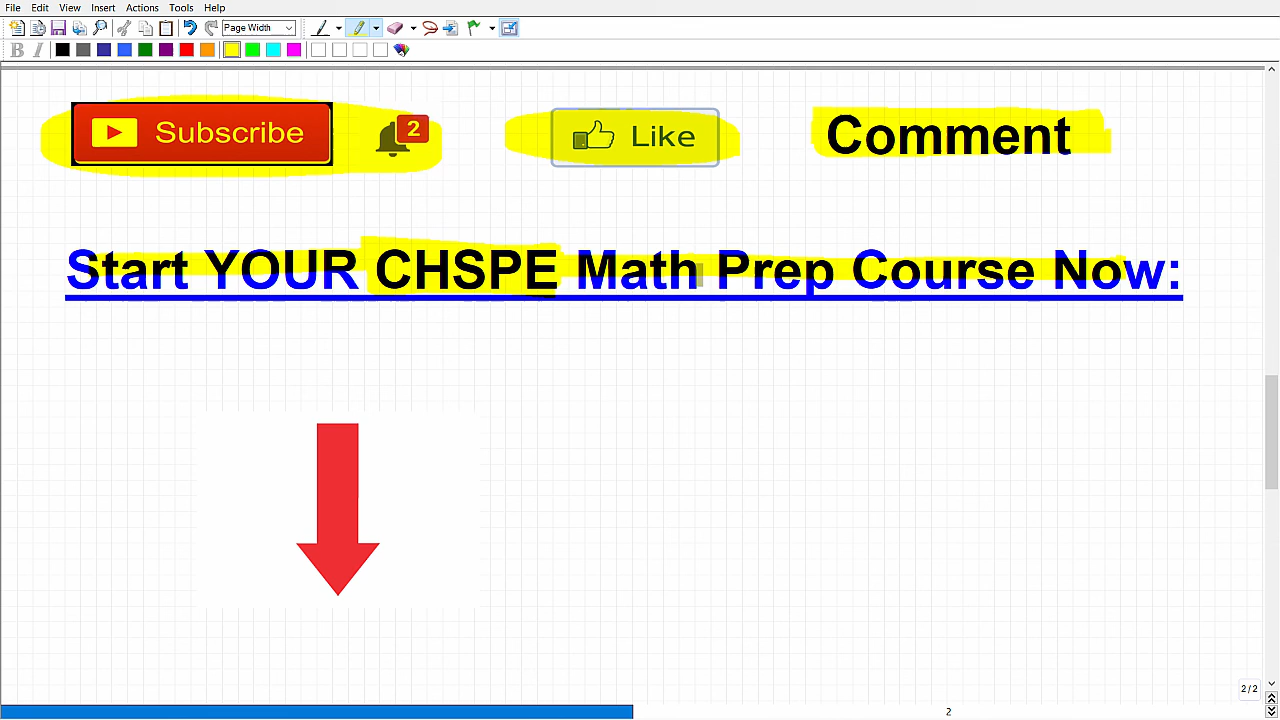 File Edit View Insert Actions Tools Help
Page Width
B I
Subscribe 2 Like Comment
Start YOUR CHSPE Math Prep Course Now:
2/2
2